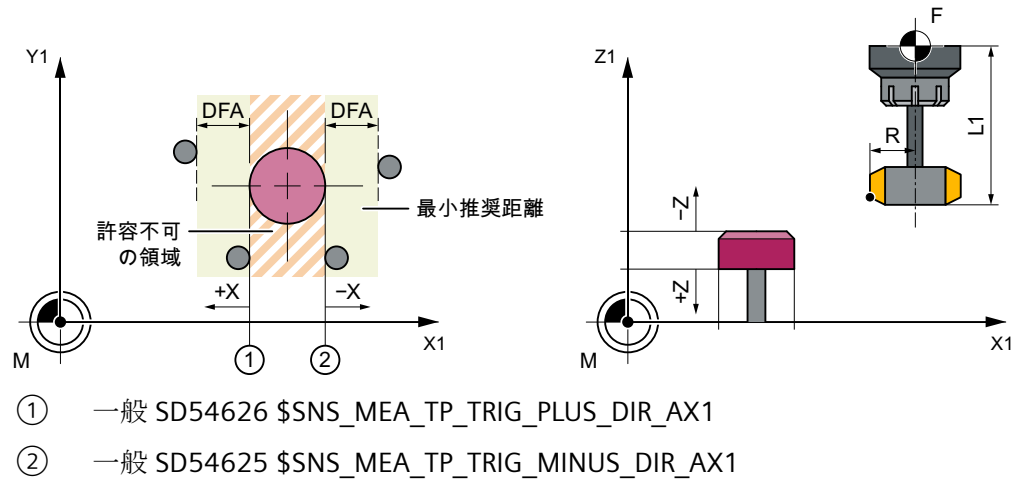 Y1
DFA
DFA
許容不可
の領域
最小推奨距離
+X
−X
M
X1
1
2
Z1
F
L1
R
−Z
+Z
M
X1
① 一般 SD54626 $SNS_MEA_TP_TRIG_PLUS_DIR_AX1
② 一般 SD54625 $SNS_MEA_TP_TRIG_MINUS_DIR_AX1